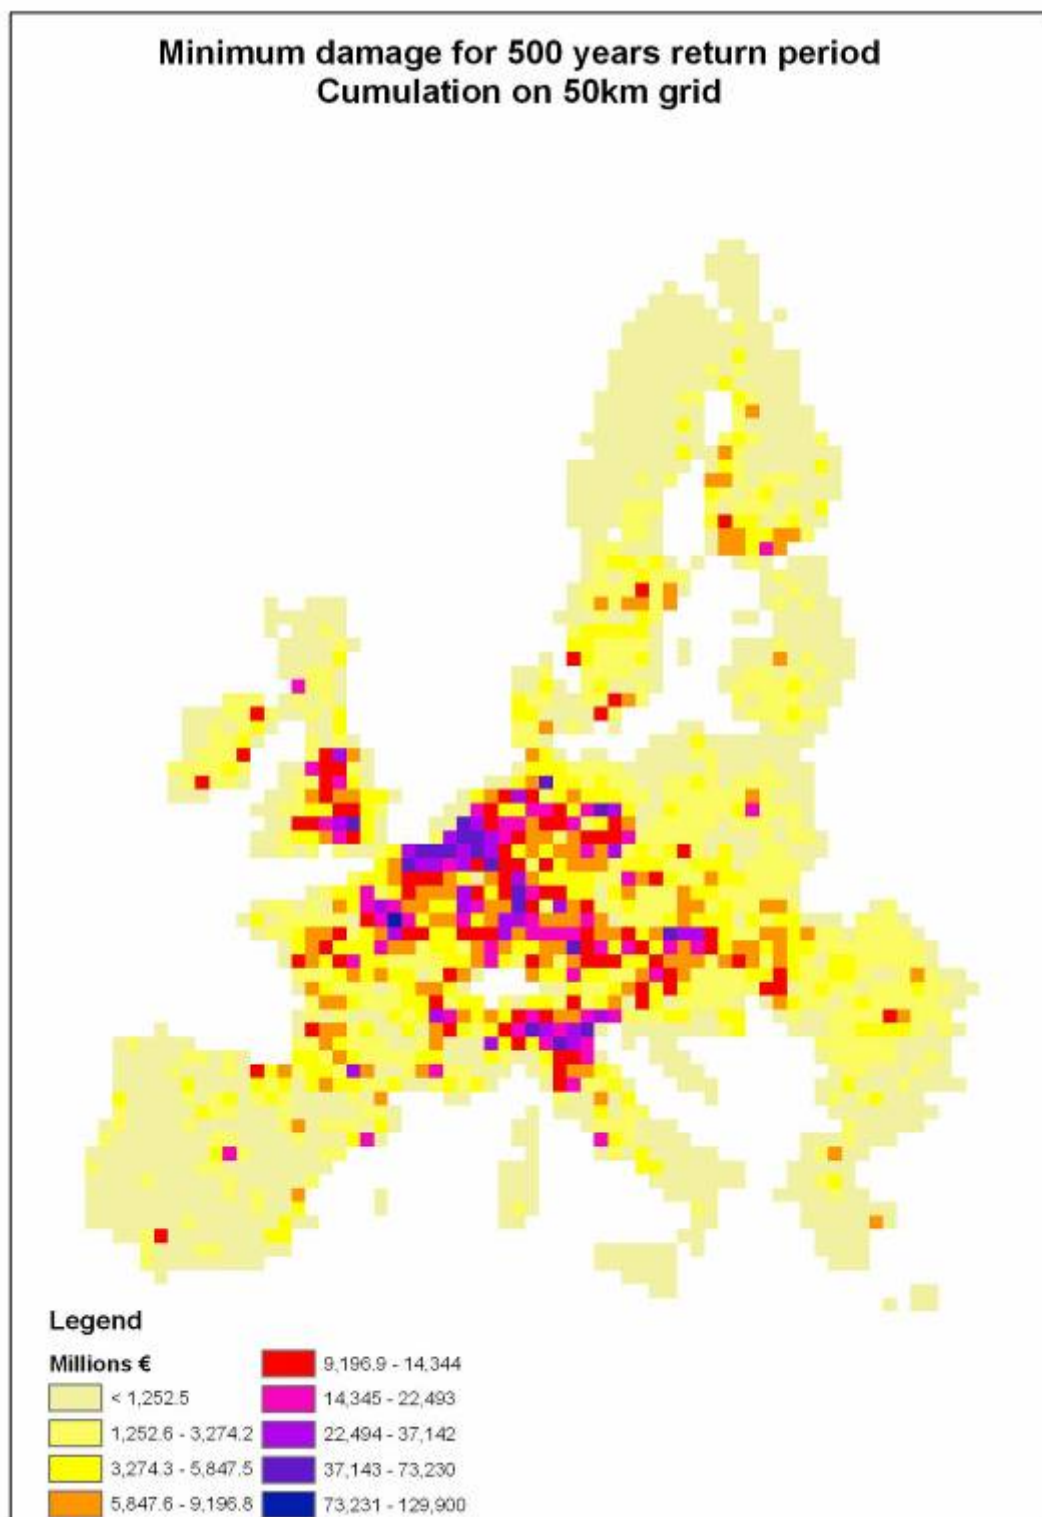 Minimum damage for 500 years return period
Cumulation on 50km grid
Legend
Millions €
< 1,252.5
1,252.6 - 3,274.2
3,274.3 - 5,847.5
5,847.6 - 9,196.8
9,196.9 - 14,344
14,345 - 22,493
22,494 - 37,142
37,143 - 73,230
73,231 - 129,900